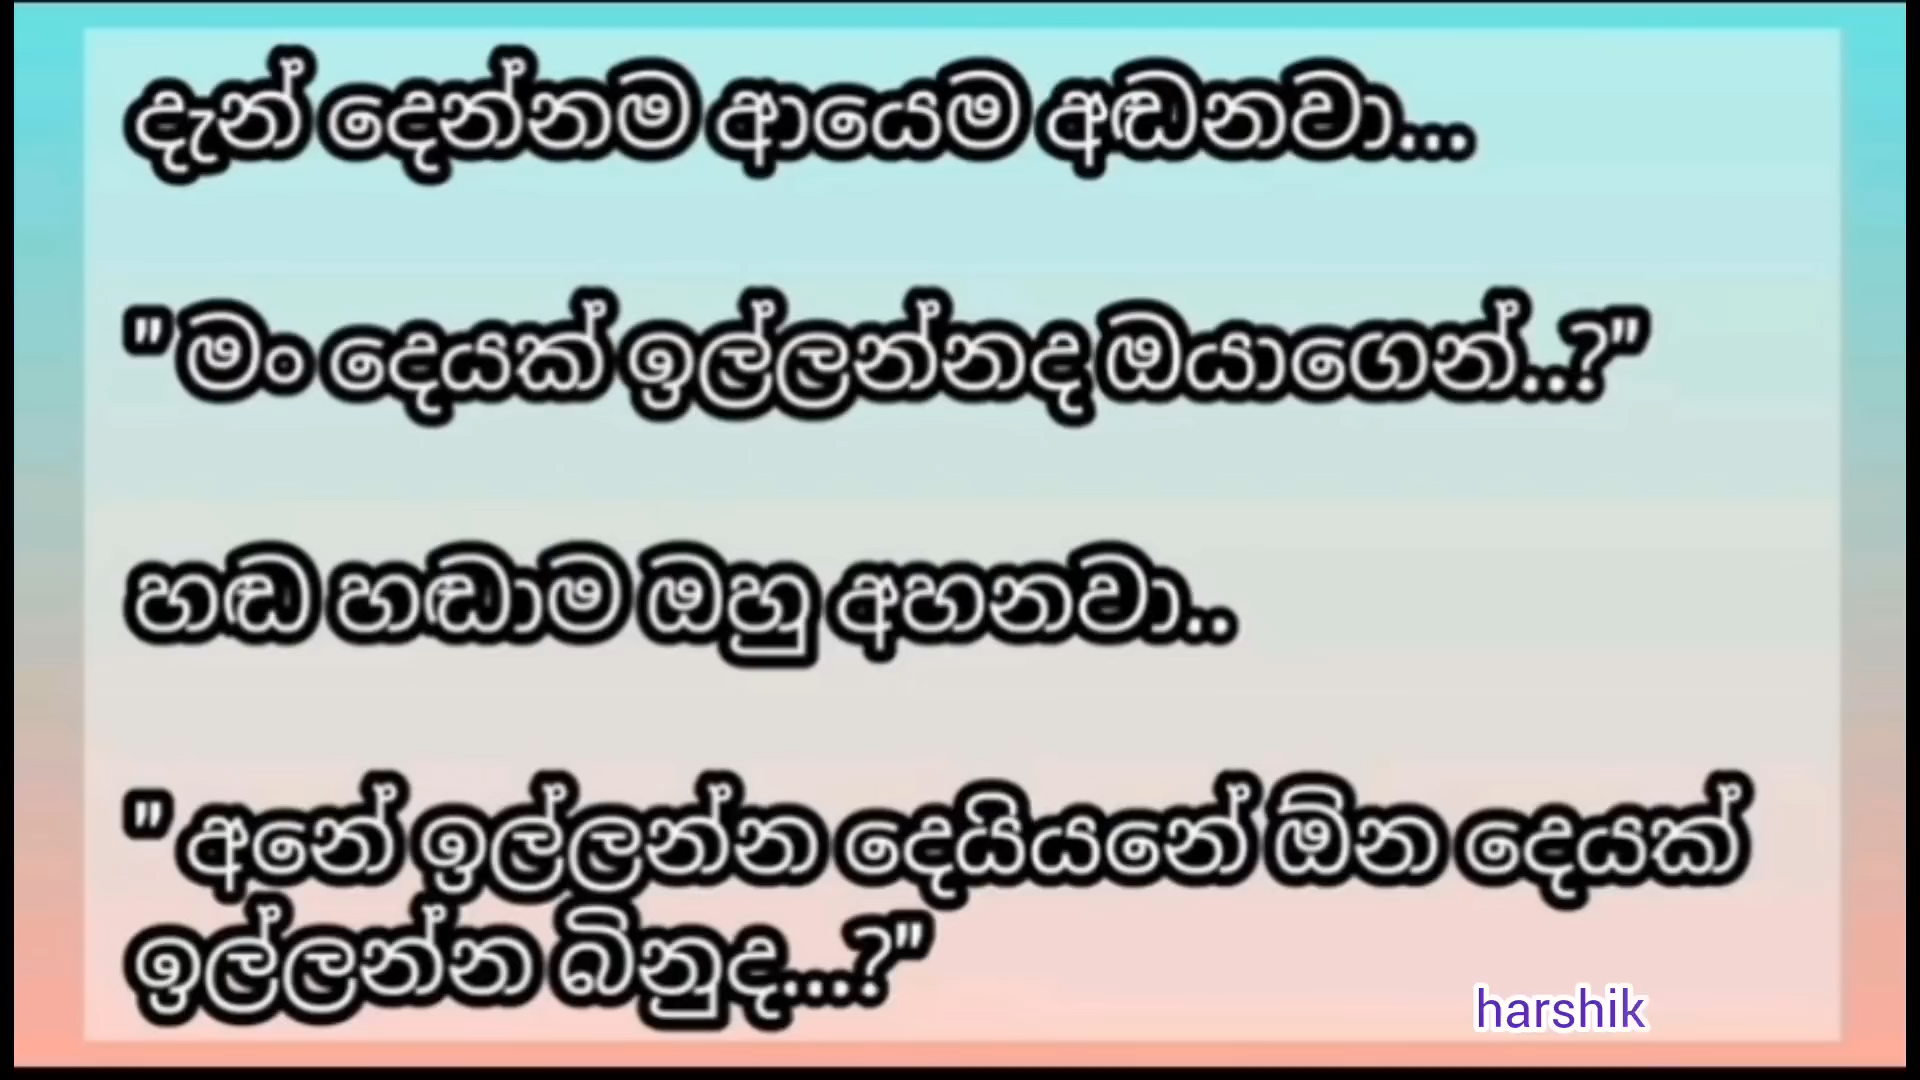 දැන් දෙන්නම ආයෙම අඬනවා...
" මං දෙයක් ඉල්ලන්නද ඔයාගෙන්..?"
හඬ හඬාම ඔහු අහනවා..
" අනේ ඉල්ලන්න දෙයියනේ ඕන දෙයක්
ඉල්ලන්න බිනුද...?"
harshik